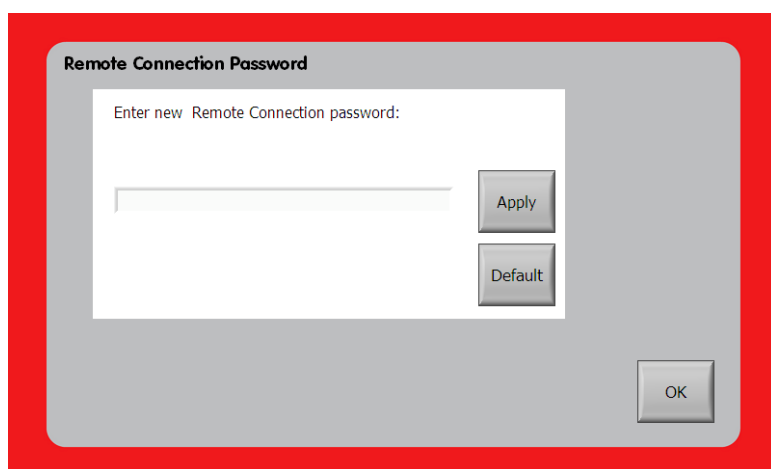 Remote Connection Password
Enter new Remote Connection password:
Apply
Default
OK